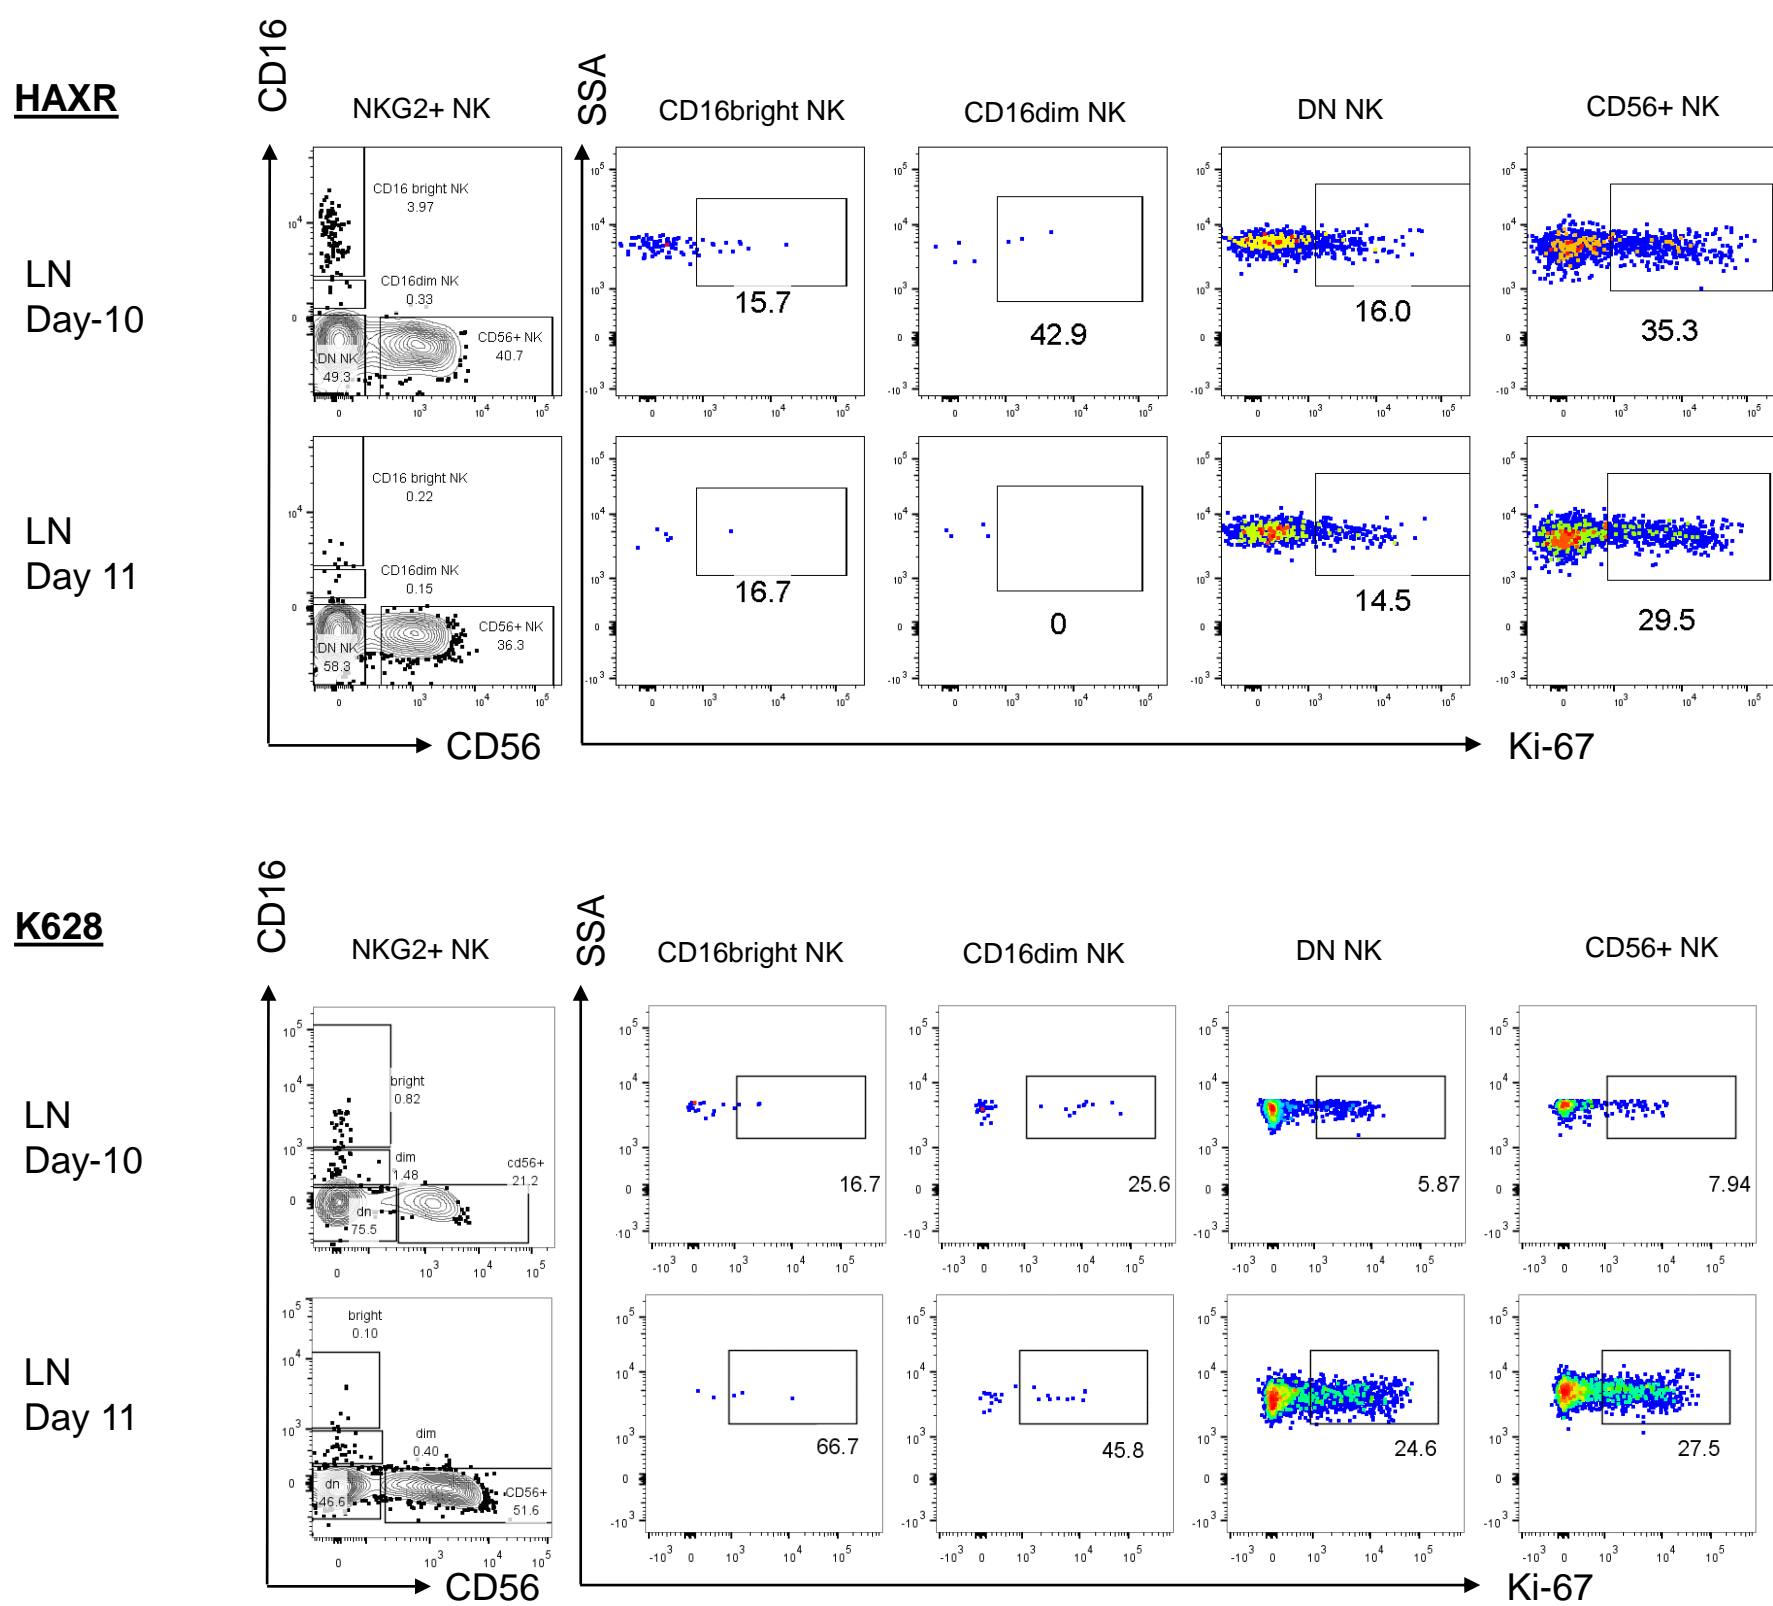 HAXR
CD16
SSA
NKG2+ NK
CD16bright NK
CD16dim NK
DN NK
CD56+ NK
LN
Day-10
CD16 bright NK
3.97
CD16dim NK
0.33
CD56+ NK
40.7
DN NK
49.3
15.7
42.9
16.0
35.3
LN
Day 11
CD16 bright NK
0.22
CD16dim NK
0.15
CD56+ NK
36.3
DN NK
58.3
16.7
0
14.5
29.5
CD56
Ki-67
K628
CD16
SSA
NKG2+ NK
CD16bright NK
CD16dim NK
DN NK
CD56+ NK
LN
Day-10
bright
0.82
dim
1.48
cd56+
21.2
dn
75.5
16.7
25.6
5.87
7.94
LN
Day 11
bright
0.10
dim
0.40
dn
46.6
CD56+
51.6
66.7
45.8
24.6
27.5
CD56
Ki-67